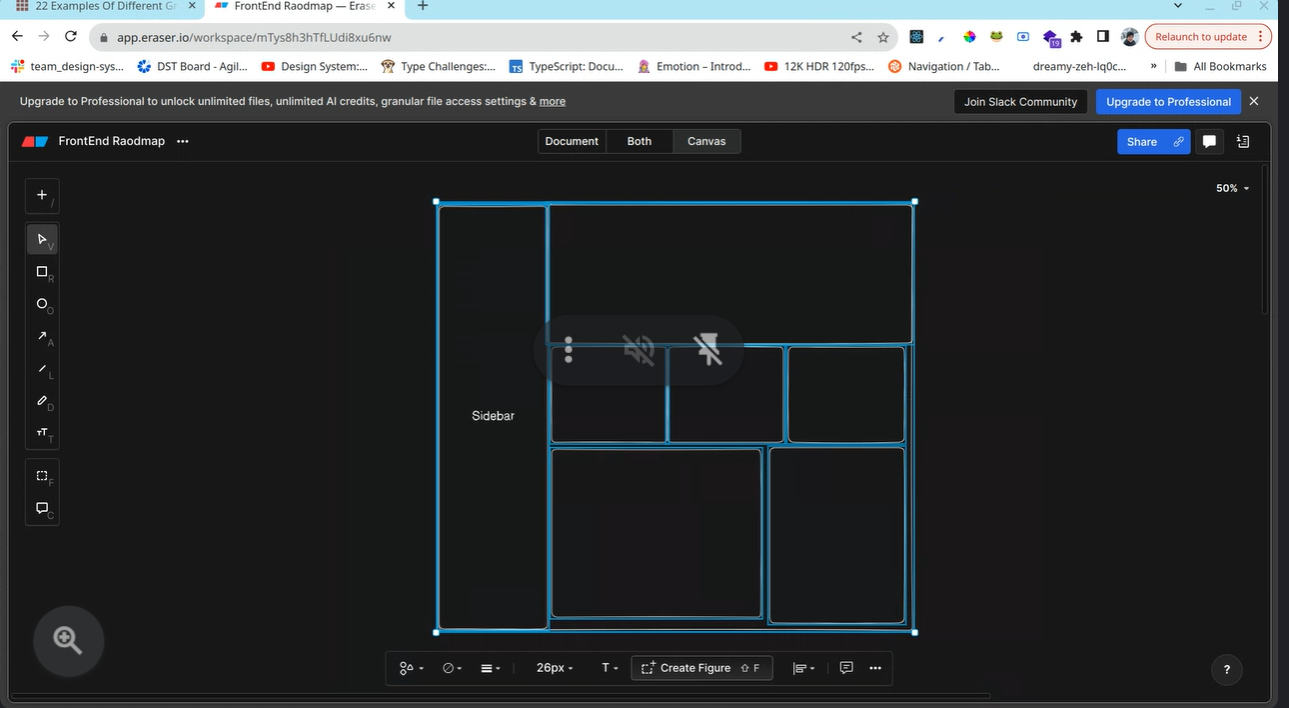 22 Examples Of Different Gr
FrontEnd Raodmap — Erase
app.eraser.io/workspace/mTys8h3hTfLUdi8xu6nw
19
Relaunch to update
team_design-sys...
DST Board - Agil...
Design System:...
Type Challenges:...
TS
TypeScript: Docu...
Emotion – Introd...
12K HDR 120fps...
Navigation / Tab...
dreamy-zeh-lq0c...
»
All Bookmarks
Upgrade to Professional to unlock unlimited files, unlimited AI credits, granular file access settings & more
Join Slack Community
Upgrade to Professional
FrontEnd Raodmap
Document
Both
Canvas
Share
50%
/
V
R
O
A
L
D
T
F
C
Sidebar
26px
T
Create Figure
F
?